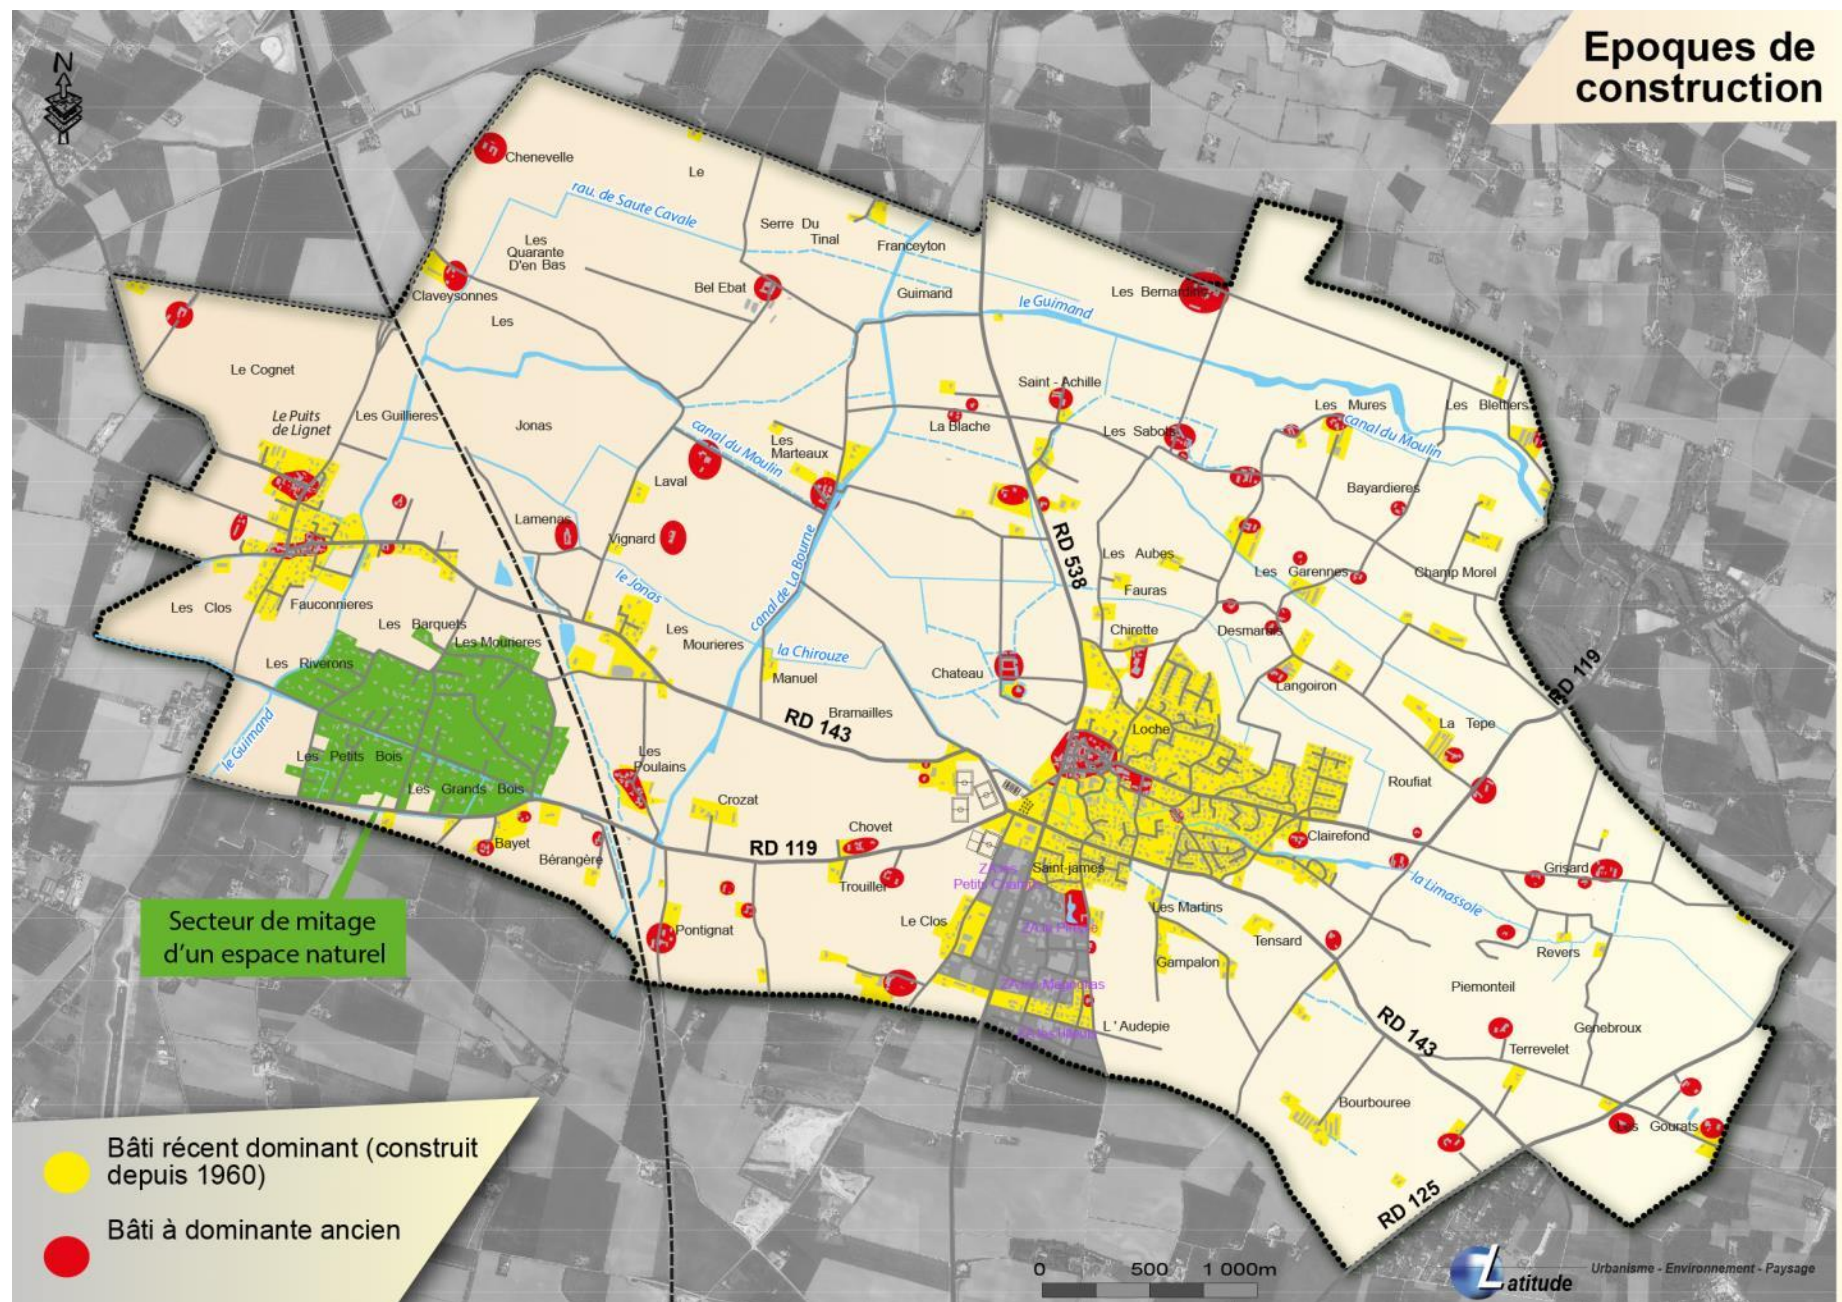 Epoques de
construction
N
Chenevelle
Le
rau. de Saute Cavale
Serre Du
Tinal
Franceyton
Les
Quarante
D'en Bas
Claveysonnes
Bel Ebat
Guimand
le Guimand
Les Bernardins
Les
Le Cognet
Le Puits
de Lignet
Les Guillieres
Jonas
canal du Moulin
Les
Marteaux
La Blache
Saint - Achille
Les Sabots
Les Mures
canal du Moulin
Les Blettiers
Laval
Bayardieres
Lamenas
Vignard
RD 538
Les Aubes
Les Garennes
Champ Morel
le Jonas
canal de La Bourne
Fauras
Les Clos
Fauconnieres
Les Barquets
Les Mourieres
Les
Mourieres
la Chirouze
Chirette
Desmarais
Les Riverons
Manuel
Chateau
Langoiron
RD 119
le Guimand
Bramailles
RD 143
Loche
La Tepe
Les Petits Bois
Les
Poulains
Les Grands Bois
Crozat
Roufiat
Chovet
RD 119
Clairefond
Bayet
Bérangère
Trouiller
Saint-james
Grisard
la Limassole
Secteur de mitage
d'un espace naturel
Pontignat
Le Clos
Les Martins
Tensard
Gampalon
Revers
Piemonteil
L ' Audepie
RD 143
Genebroux
Terrevelet
Bourbouree
Les Gourats
RD 125
Bâti récent dominant (construit
depuis 1960)
Bâti à dominante ancien
0 500 1 000m
Latitude
Urbanisme - Environnement - Paysage